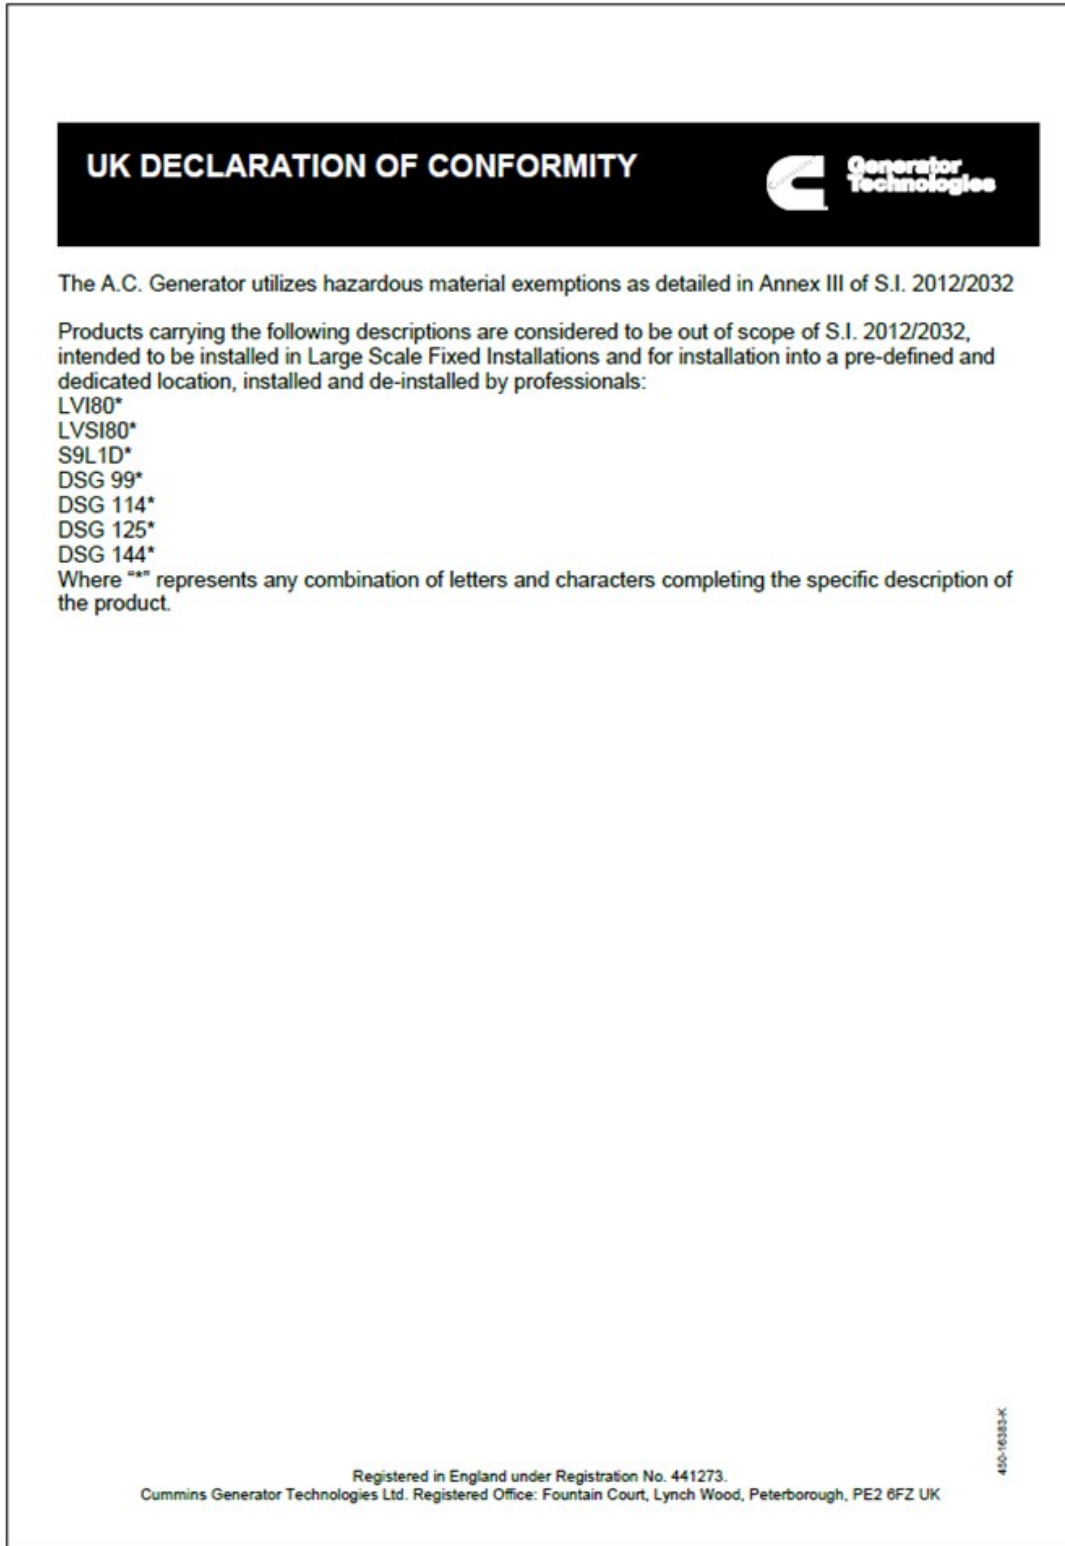 UK DECLARATION OF CONFORMITY
Generator
Technologies
The A.C. Generator utilizes hazardous material exemptions as detailed in Annex III of S.I. 2012/2032
Products carrying the following descriptions are considered to be out of scope of S.I. 2012/2032,
intended to be installed in Large Scale Fixed Installations and for installation into a pre-defined and
dedicated location, installed and de-installed by professionals:
LVI80*
LVSI80*
S9L1D*
DSG 99*
DSG 114*
DSG 125*
DSG 144*
Where “*” represents any combination of letters and characters completing the specific description of
the product.
450-16383-K
Registered in England under Registration No. 441273.
Cummins Generator Technologies Ltd. Registered Office: Fountain Court, Lynch Wood, Peterborough, PE2 6FZ UK